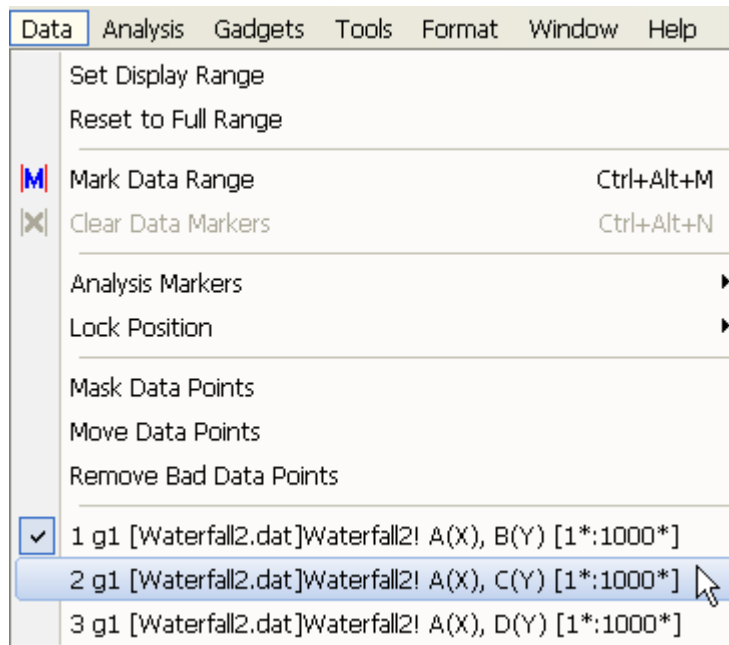 Data Analysis Gadgets Tools Format Window Help
Set Display Range
Reset to Full Range
M Mark Data Range Ctrl+Alt+M
Clear Data Markers Ctrl+Alt+N
Analysis Markers
Lock Position
Mask Data Points
Move Data Points
Remove Bad Data Points
1 g1 [Waterfall2.dat]Waterfall2! A(X), B(Y) [1*:1000*]
2 g1 [Waterfall2.dat]Waterfall2! A(X), C(Y) [1*:1000*]
3 g1 [Waterfall2.dat]Waterfall2! A(X), D(Y) [1*:1000*]